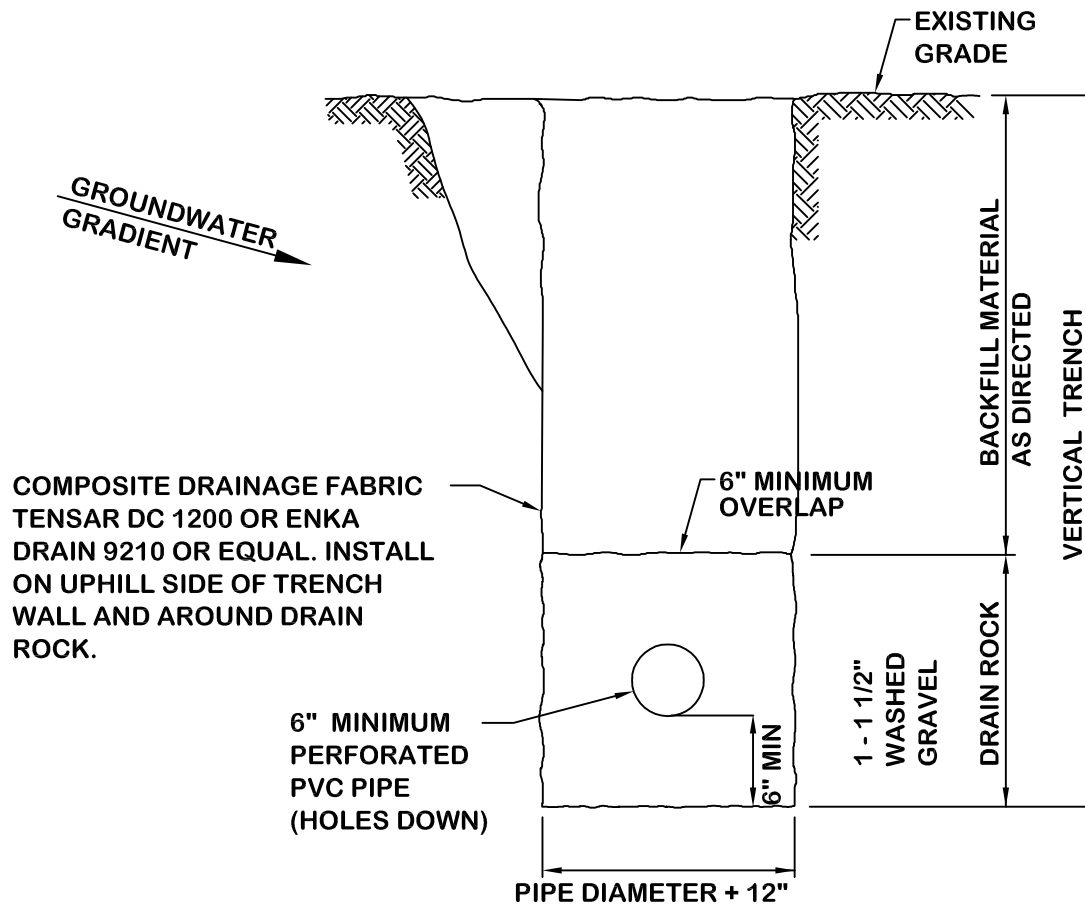 EXISTING
GRADE
GROUNDWATER
GRADIENT
BACKFILL MATERIAL
AS DIRECTED
VERTICAL TRENCH
COMPOSITE DRAINAGE FABRIC
TENSAR DC 1200 OR ENKA
DRAIN 9210 OR EQUAL. INSTALL
ON UPHILL SIDE OF TRENCH
WALL AND AROUND DRAIN
ROCK.
6" MINIMUM
OVERLAP
6" MINIMUM
PERFORATED
PVC PIPE
(HOLES DOWN)
6" MIN
1 - 1 1/2"
WASHED
GRAVEL
DRAIN ROCK
PIPE DIAMETER + 12"